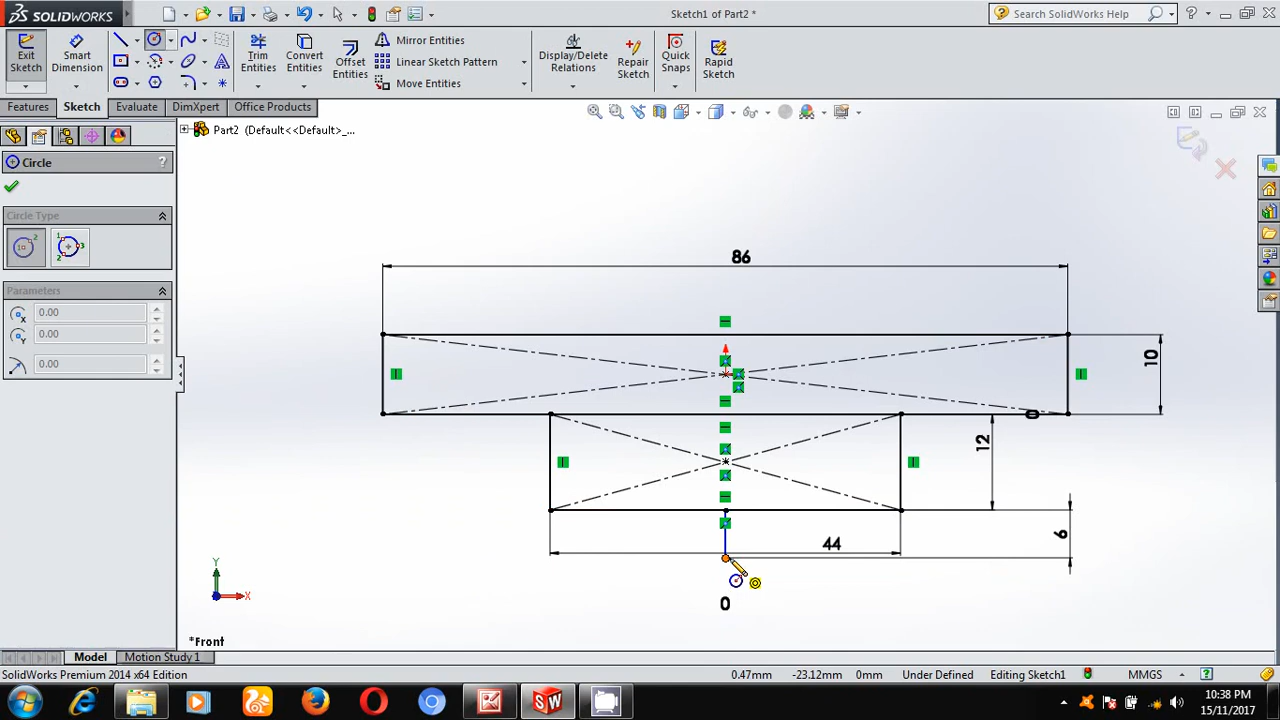 SOLIDWORKS
Sketch1 of Part2 *
Search SolidWorks Help
Exit Sketch
Smart Dimension
Trim Entities
Convert Entities
Offset Entities
Mirror Entities
Linear Sketch Pattern
Move Entities
Display/Delete Relations
Repair Sketch
Quick Snaps
Rapid Sketch
Features
Sketch
Evaluate
DimXpert
Office Products
Part2 (Default<<Default>_...
Circle
?
Circle Type
Parameters
0.00
0.00
0.00
86
10
0
12
6
44
0
Y
X
*Front
Model
Motion Study 1
SolidWorks Premium 2014 x64 Edition
0.47mm
-23.12mm
0mm
Under Defined
Editing Sketch1
MMGS
?
10:38 PM
15/11/2017